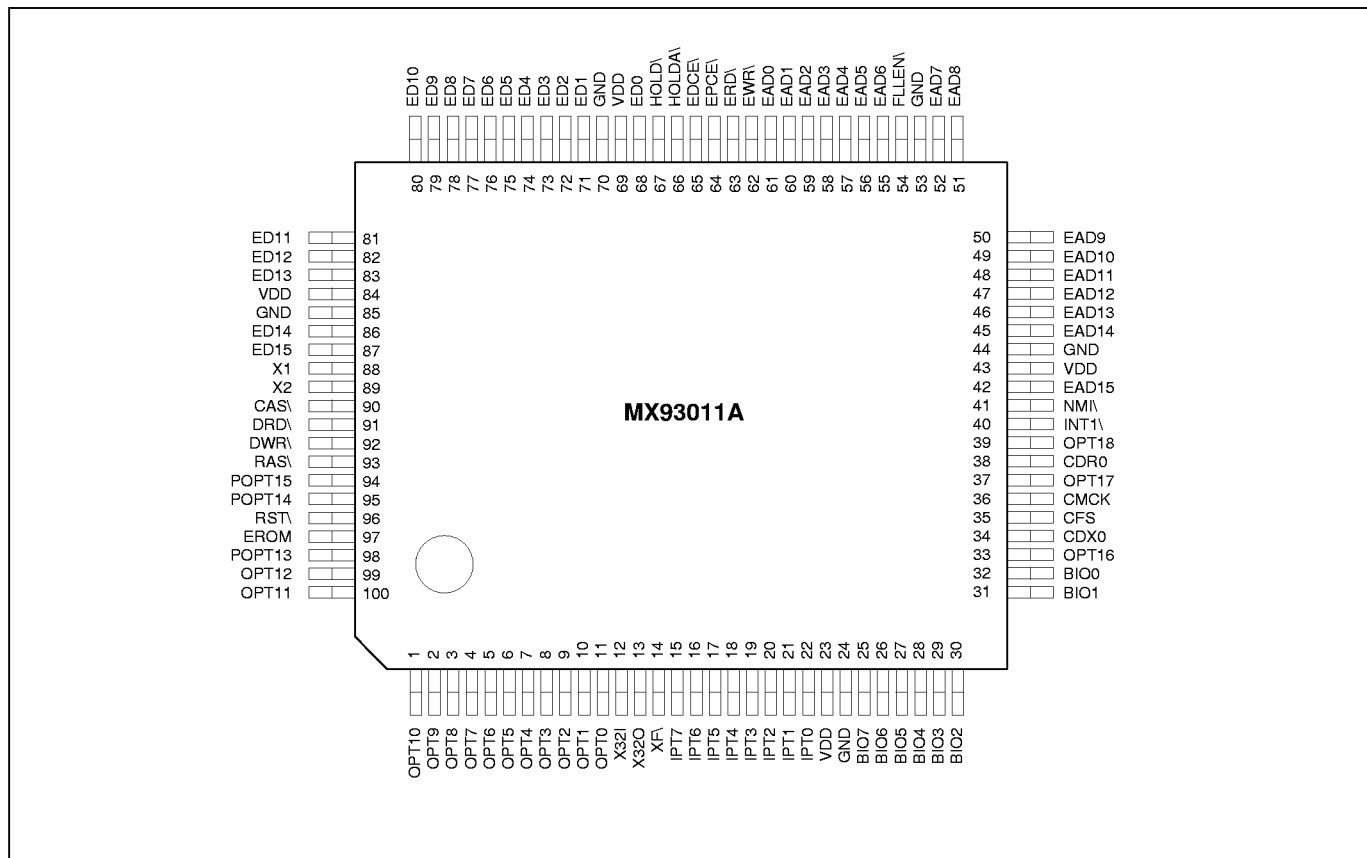 ED10 ED9 ED8 ED7 ED6 ED5 ED4 ED3 ED2 ED1 GND VDD ED0 HOLD\ HOLDA\ EDCE\ EPCE\ ERD\ EWR\ EAD0 EAD1 EAD2 EAD3 EAD4 EAD5 EAD6 FLLEN\ GND EAD7 EAD8
80 79 78 77 76 75 74 73 72 71 70 69 68 67 66 65 64 63 62 61 60 59 58 57 56 55 54 53 52 51
ED11 81
ED12 82
ED13 83
VDD 84
GND 85
ED14 86
ED15 87
X1 88
X2 89
CAS\ 90
DRD\ 91
DWR\ 92
RAS\ 93
POPT15 94
POPT14 95
RST\ 96
EROM 97
POPT13 98
OPT12 99
OPT11 100
MX93011A
50 EAD9
49 EAD10
48 EAD11
47 EAD12
46 EAD13
45 EAD14
44 GND
43 VDD
42 EAD15
41 NMI\
40 INT1\
39 OPT18
38 CDR0
37 OPT17
36 CMCK
35 CFS
34 CDX0
33 OPT16
32 BIO0
31 BIO1
1 2 3 4 5 6 7 8 9 10 11 12 13 14 15 16 17 18 19 20 21 22 23 24 25 26 27 28 29 30
OPT10 OPT9 OPT8 OPT7 OPT6 OPT5 OPT4 OPT3 OPT2 OPT1 OPT0 X32I X32O XF\ IPT7 IPT6 IPT5 IPT4 IPT3 IPT2 IPT1 IPT0 VDD GND BIO7 BIO6 BIO5 BIO4 BIO3 BIO2